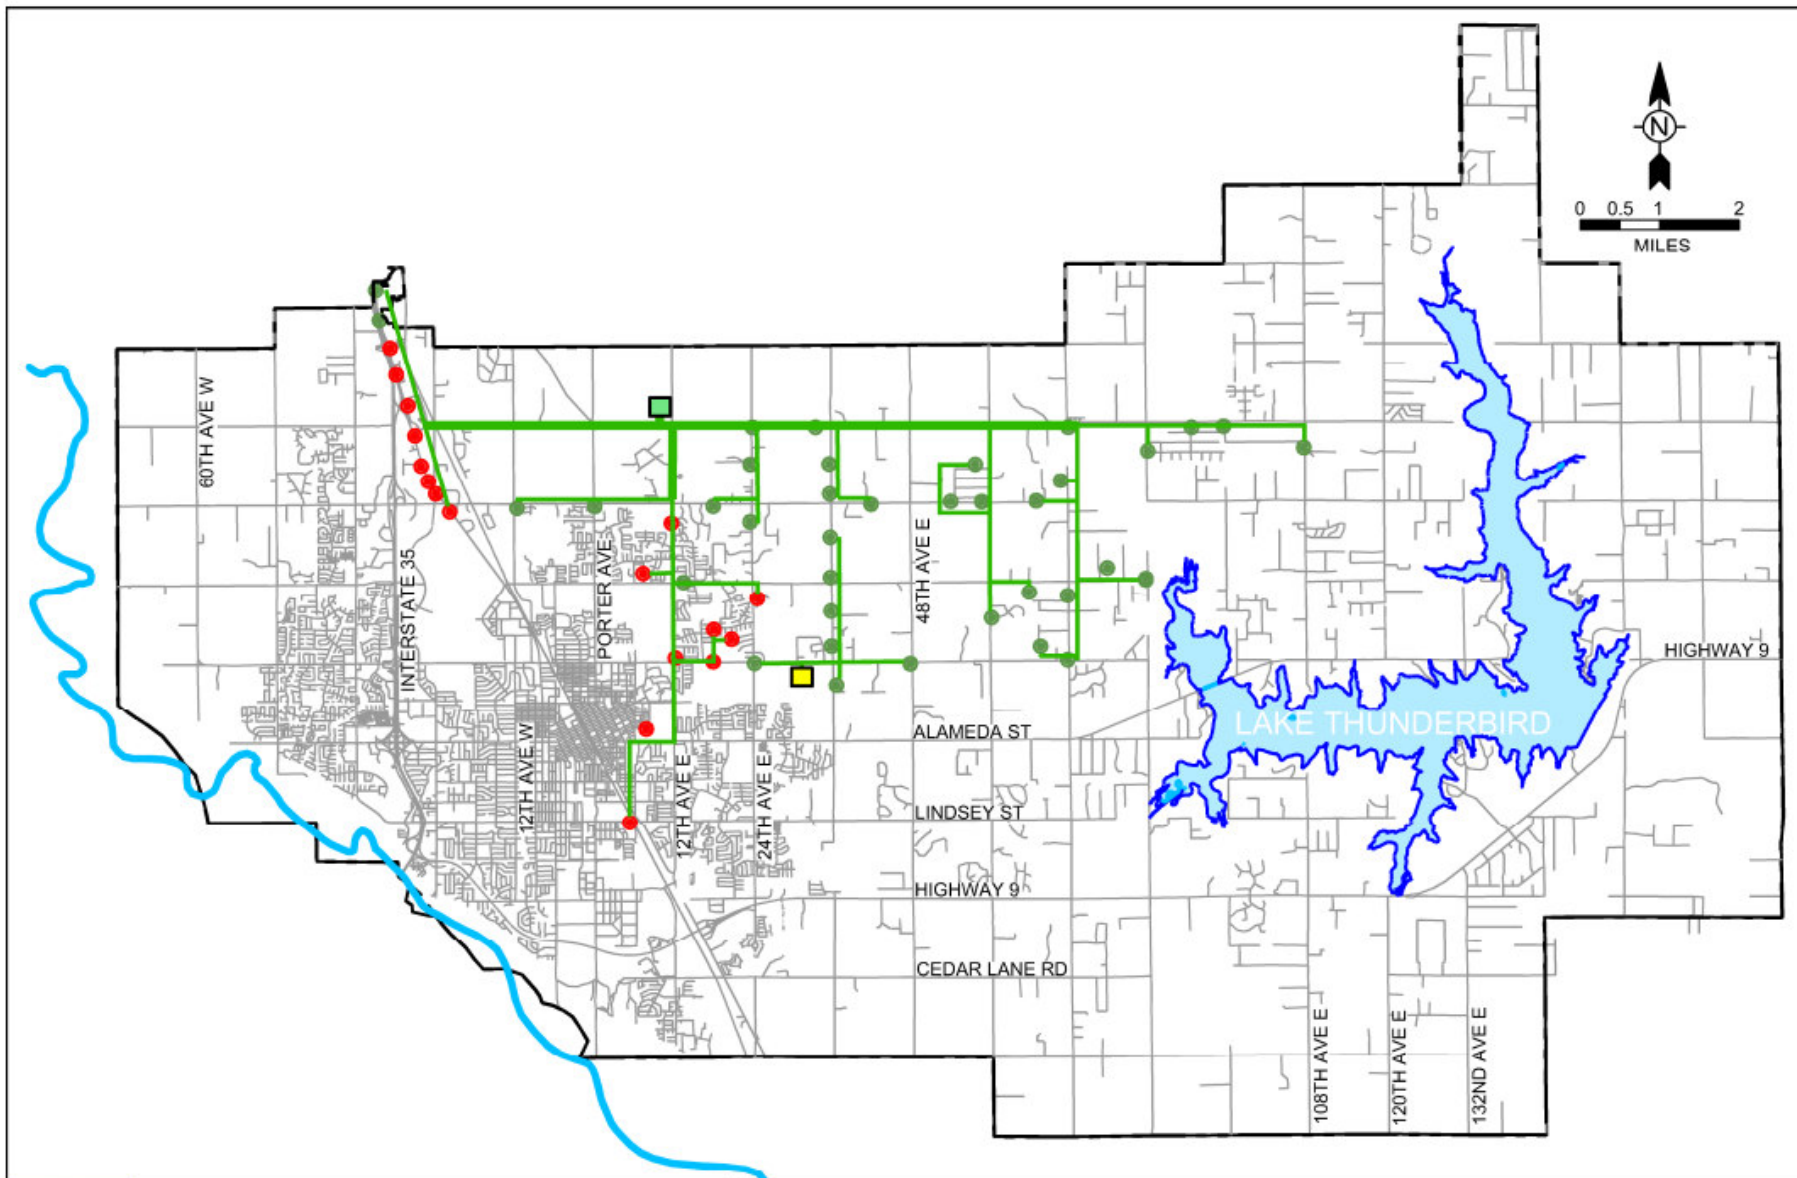 N
0 0.5 1 2
MILES
60TH AVE W
INTERSTATE 35
PORTER AVE
48TH AVE E
HIGHWAY 9
LAKE THUNDERBIRD
ALAMEDA ST
12TH AVE W
12TH AVE E
24TH AVE E
LINDSEY ST
HIGHWAY 9
CEDAR LANE RD
108TH AVE E
120TH AVE E
132ND AVE E